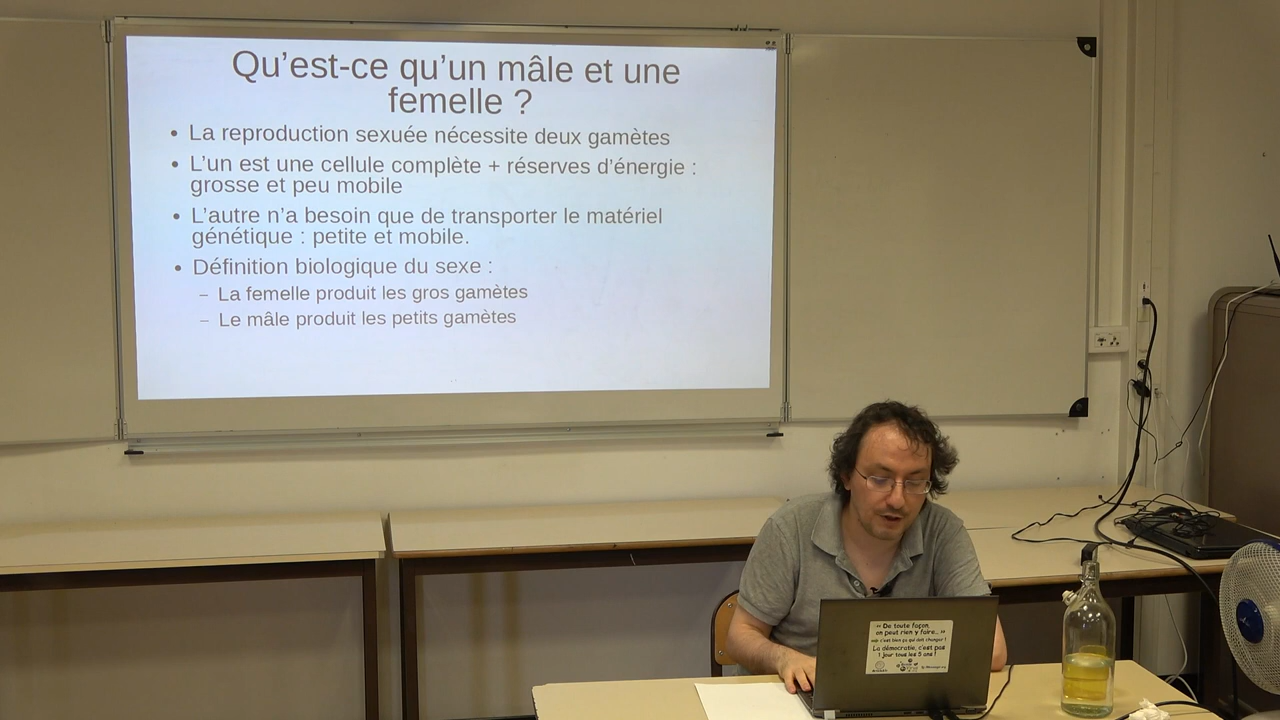 Qu’est-ce qu’un mâle et une
femelle ?
• La reproduction sexuée nécessite deux gamètes
• L’un est une cellule complète + réserves d’énergie :
grosse et peu mobile
• L’autre n’a besoin que de transporter le matériel
génétique : petite et mobile.
• Définition biologique du sexe :
– La femelle produit les gros gamètes
– Le mâle produit les petits gamètes
« De toute façon,
on peut rien y faire... »
La démocratie, c'est pas
1 jour tous les 5 ans !